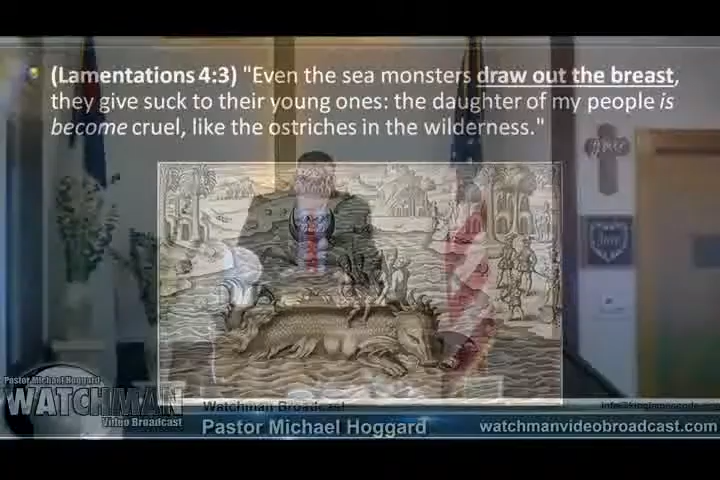 (Lamentations 4:3) "Even the sea monsters draw out the breast,
they give suck to their young ones: the daughter of my people is
become cruel, like the ostriches in the wilderness."
Pastor Michael Hoggard
WATCHMAN
Video Broadcast
Watchman Broadcast
Pastor Michael Hoggard
watchmanvideobroadcast.com